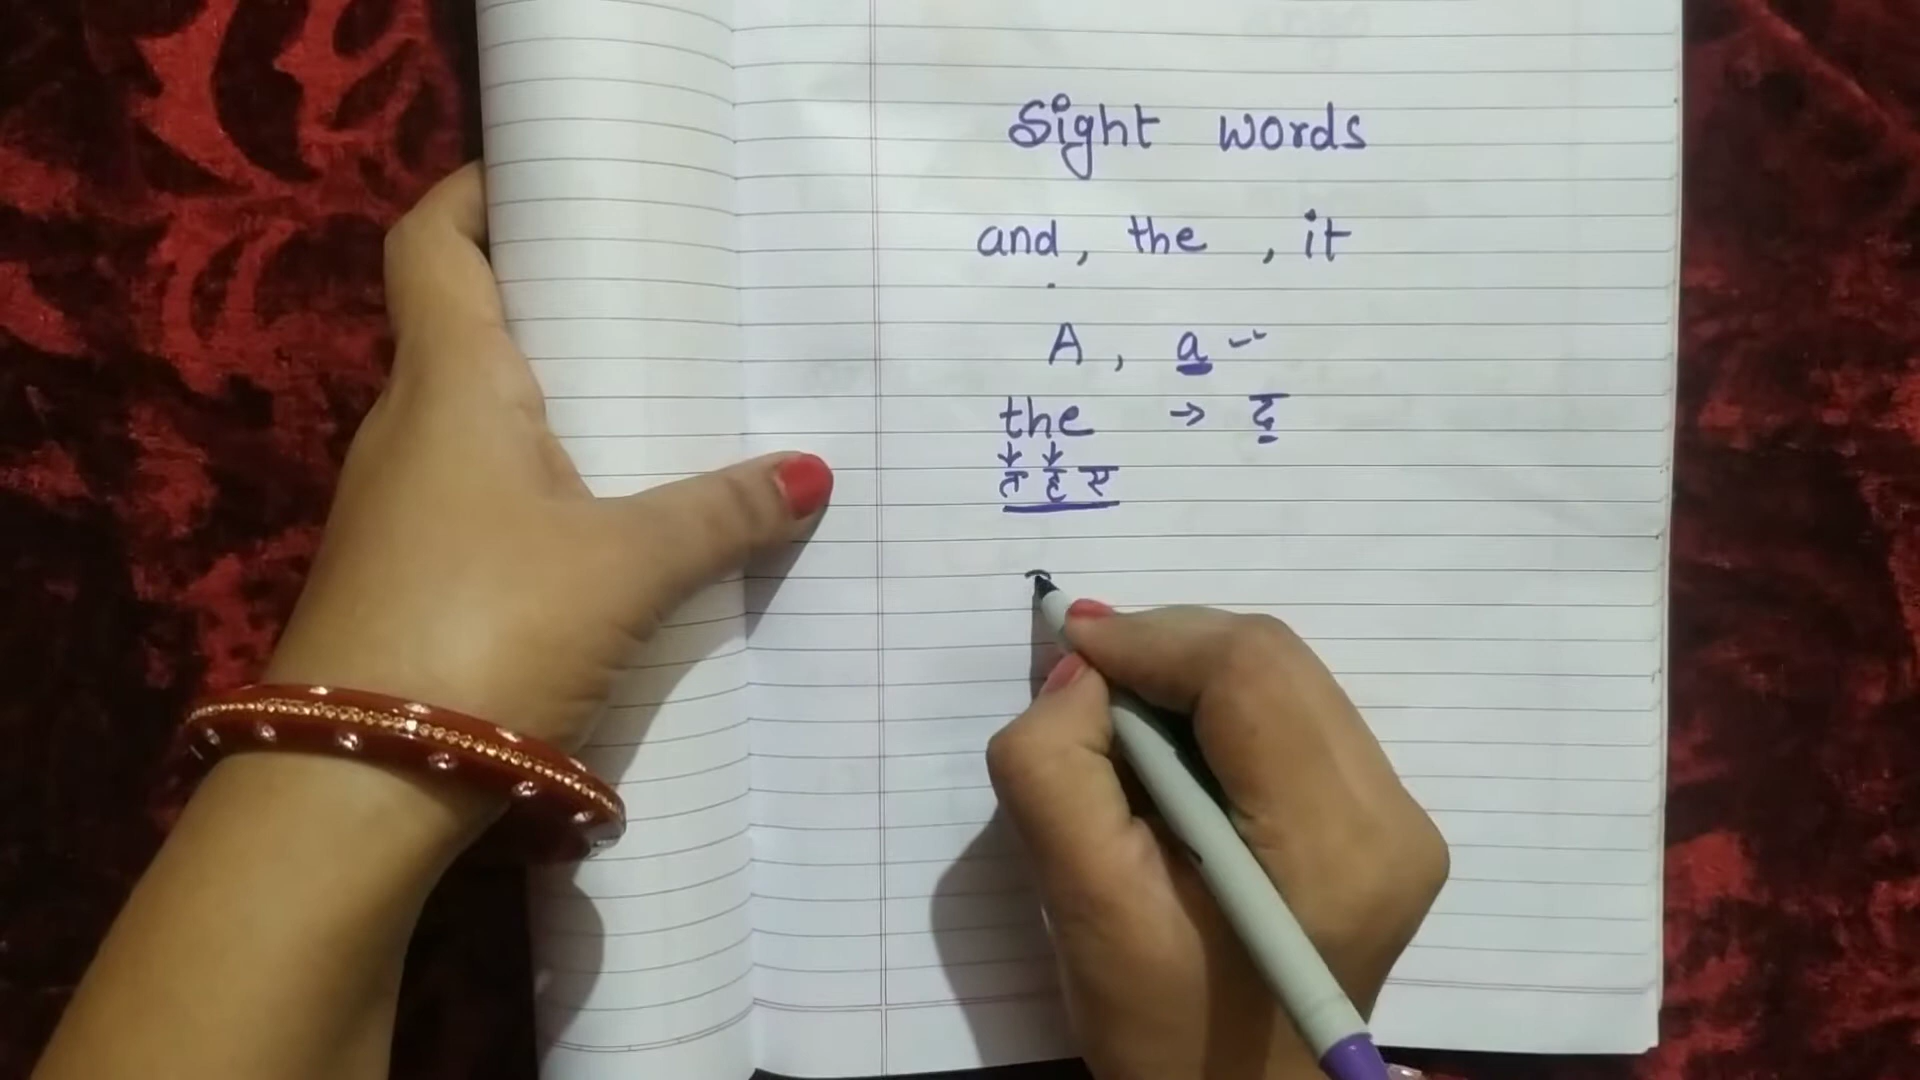 Sight words
and, the , it
A , a
the → द
त ह ए